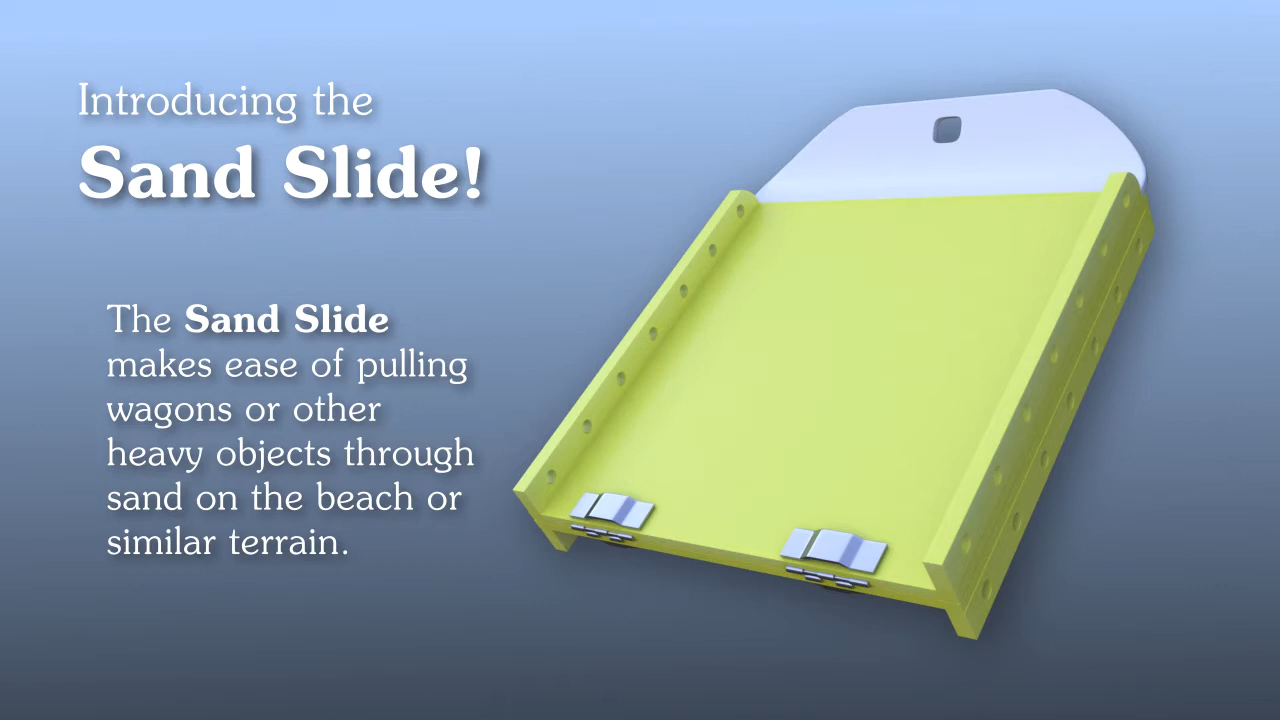 Introducing the
Sand Slide!
The Sand Slide
makes ease of pulling
wagons or other
heavy objects through
sand on the beach or
similar terrain.